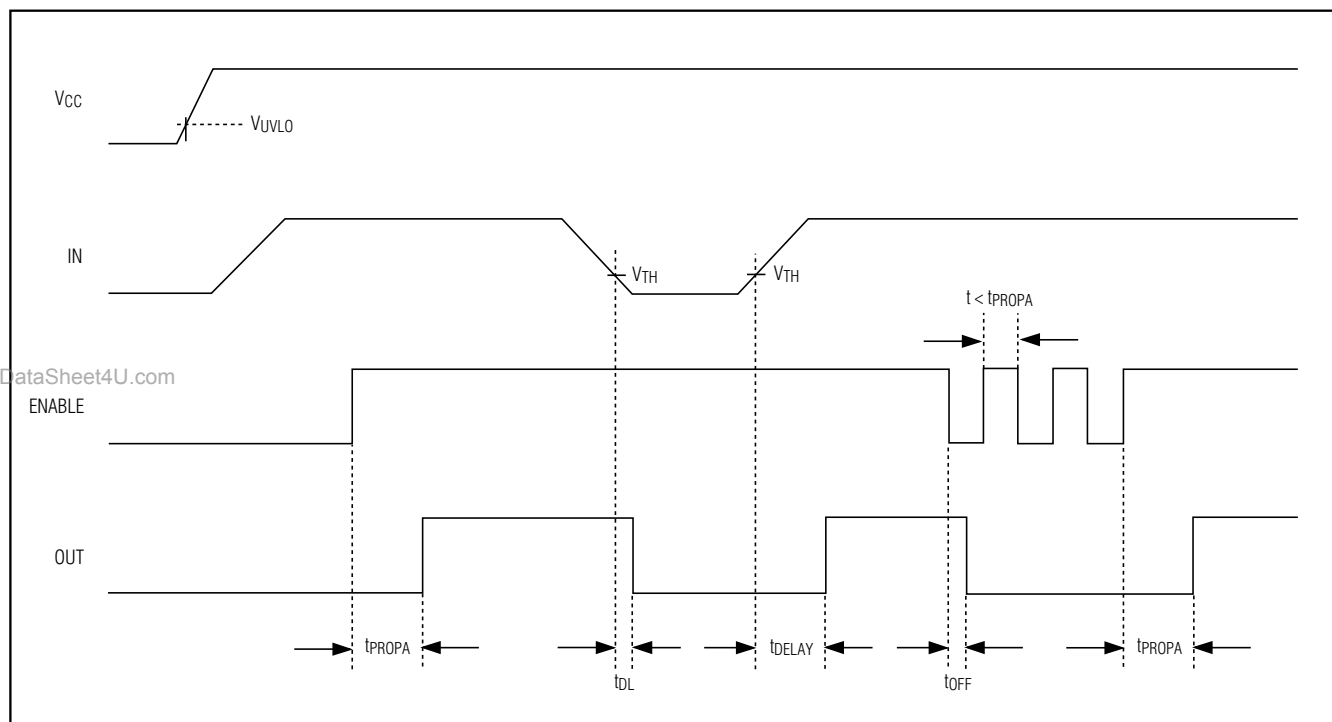 VCC
VUVLO
IN
VTH
VTH
t < tPROPA
DataSheet4U.com
ENABLE
OUT
tPROPA
tDL
tDELAY
tOFF
tPROPA